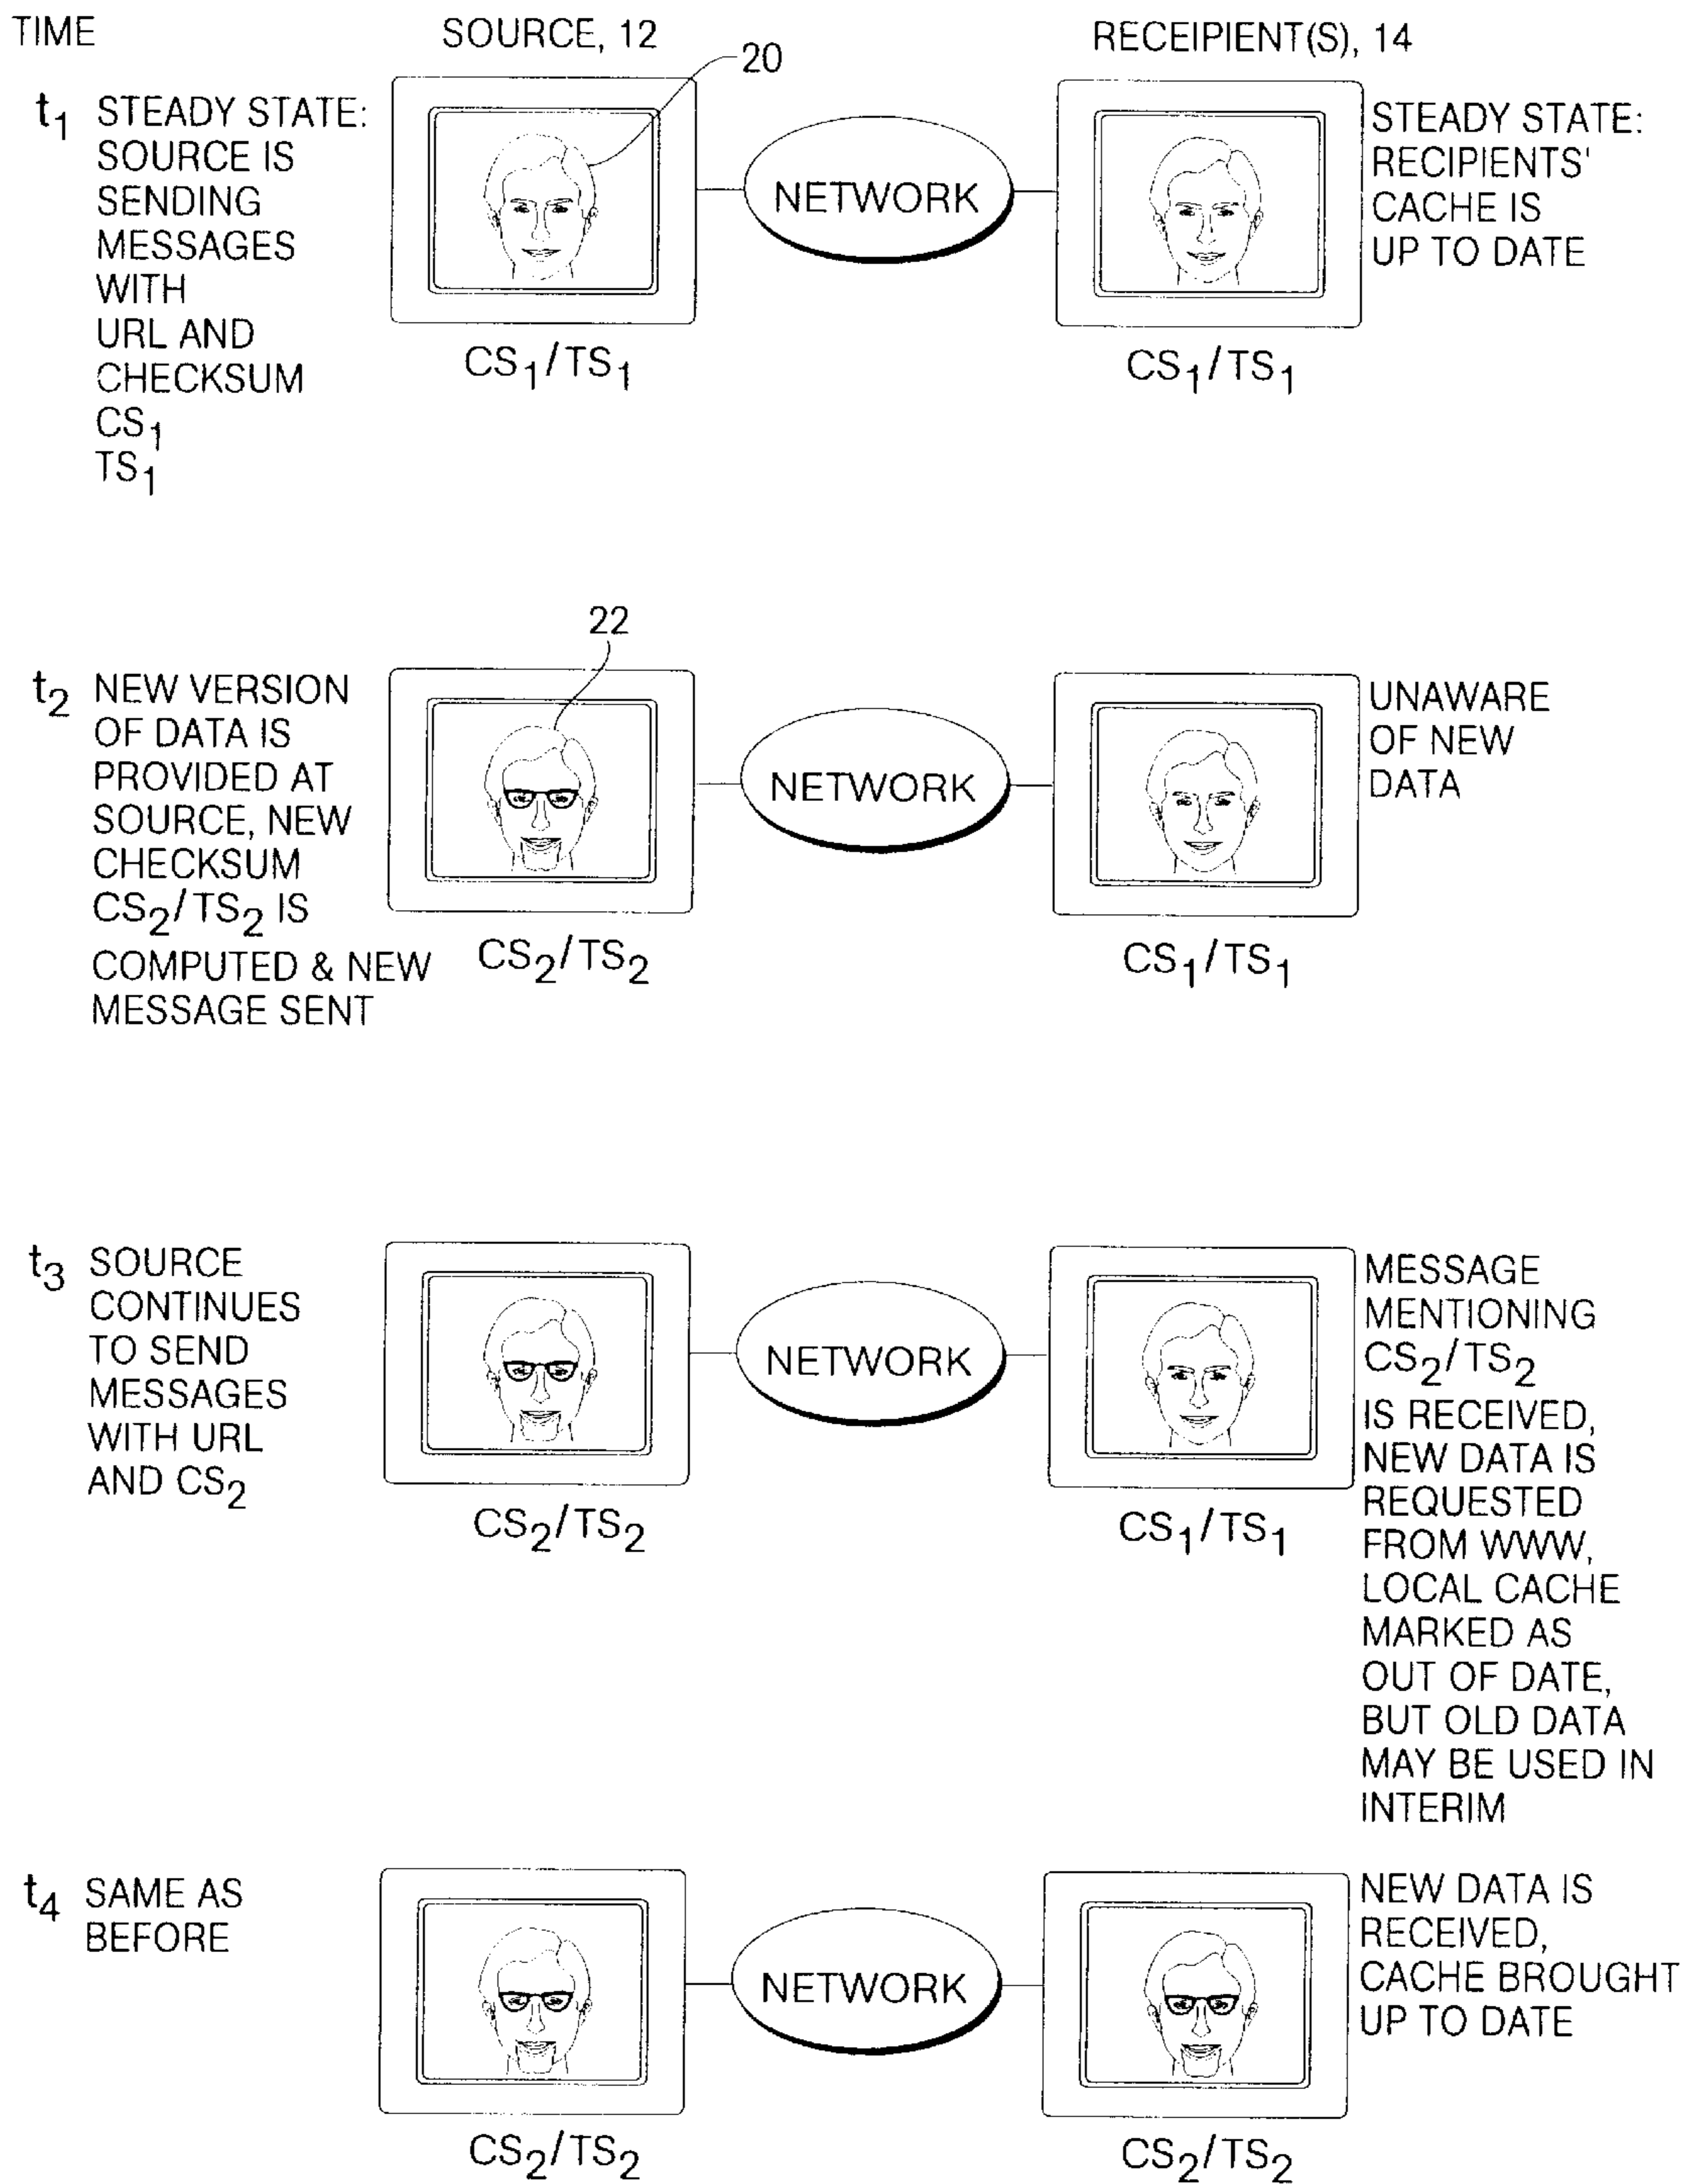 TIME
SOURCE, 12
RECEIPIENT(S), 14
20
t1 STEADY STATE:
SOURCE IS
SENDING
MESSAGES
WITH
URL AND
CHECKSUM
CS1
TS1
NETWORK
STEADY STATE:
RECIPIENTS'
CACHE IS
UP TO DATE
CS1/TS1
CS1/TS1
22
t2 NEW VERSION
OF DATA IS
PROVIDED AT
SOURCE, NEW
CHECKSUM
CS2/TS2 IS
COMPUTED & NEW
MESSAGE SENT
NETWORK
UNAWARE
OF NEW
DATA
CS2/TS2
CS1/TS1
t3 SOURCE
CONTINUES
TO SEND
MESSAGES
WITH URL
AND CS2
NETWORK
CS2/TS2
CS1/TS1
MESSAGE
MENTIONING
CS2/TS2
IS RECEIVED,
NEW DATA IS
REQUESTED
FROM WWW,
LOCAL CACHE
MARKED AS
OUT OF DATE,
BUT OLD DATA
MAY BE USED IN
INTERIM
t4 SAME AS
BEFORE
NETWORK
NEW DATA IS
RECEIVED,
CACHE BROUGHT
UP TO DATE
CS2/TS2
CS2/TS2